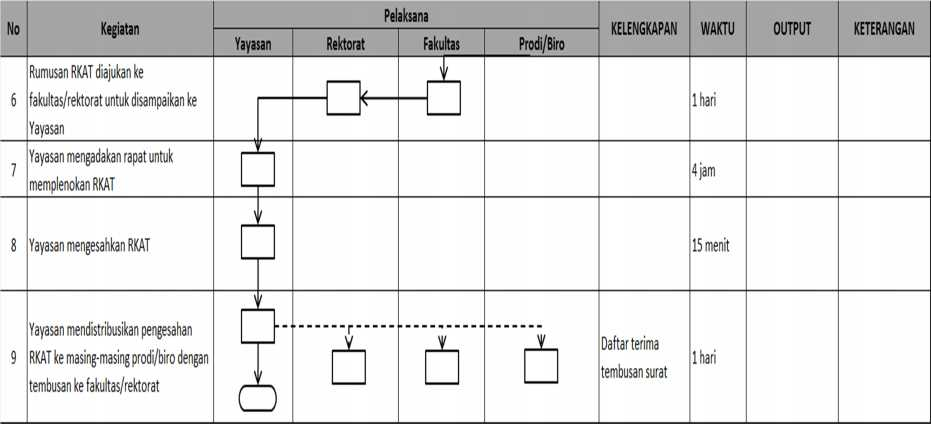 No Kegiatan Pelaksana KELENGKAPAN WAKTU OUTPUT KETERANGAN
Yayasan Rektorat Fakultas Prodi/Biro
6 Rumusan RKAT diajukan ke
fakultas/rektorat untuk disampaikan ke
Yayasan
1 hari
7 Yayasan mengadakan rapat untuk
memplenokan RKAT
4 jam
8 Yayasan mengesahkan RKAT 15 menit
9 Yayasan mendistribusikan pengesahan
RKAT ke masing-masing prodi/biro dengan
tembusan ke fakultas/rektorat
Daftar terima
tembusan surat
1 hari